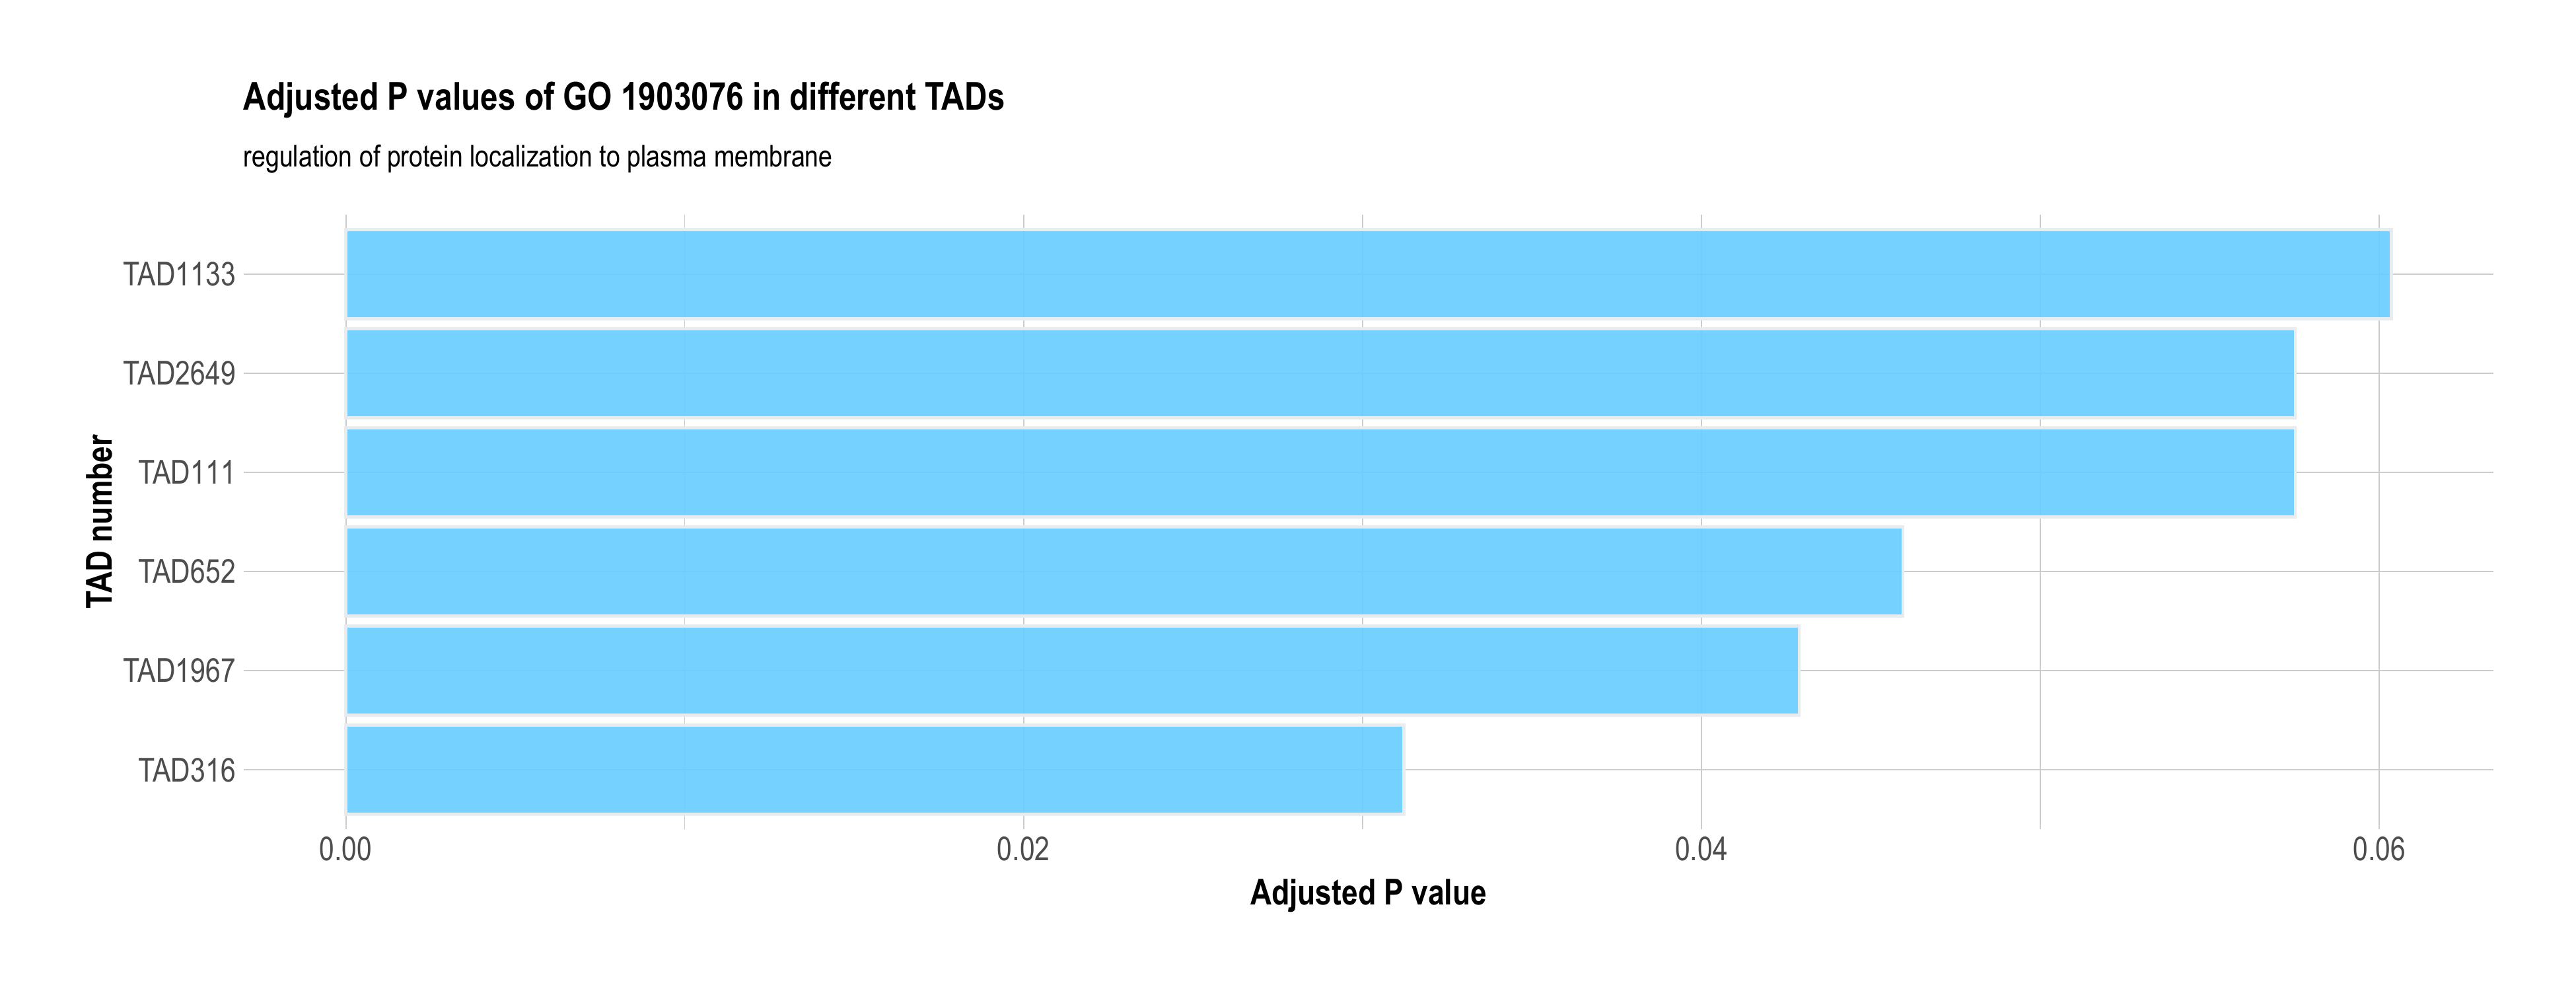 Adjusted P values of GO 1903076 in different TADs
regulation of protein localization to plasma membrane
TAD number
TAD1133
TAD2649
TAD111
TAD652
TAD1967
TAD316
0.00 0.02 0.04 0.06
Adjusted P value